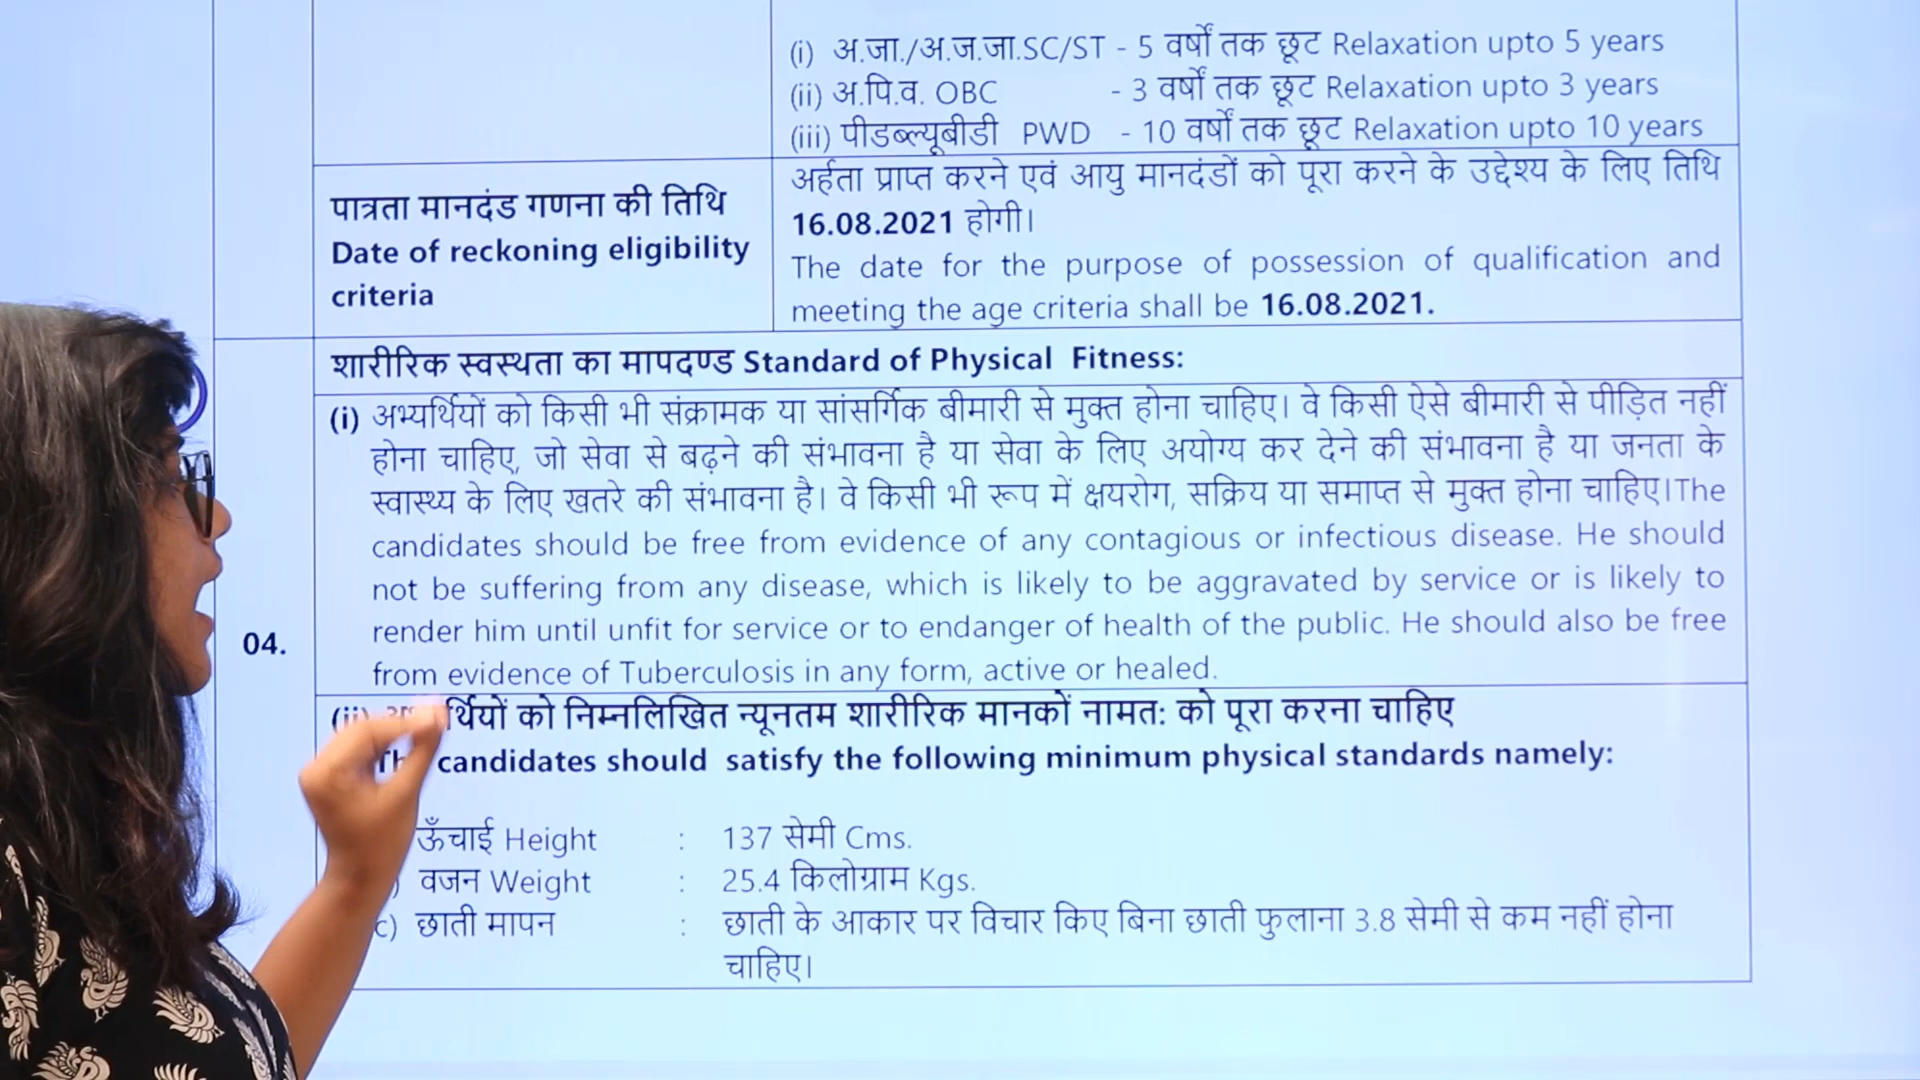 (i) अ.जा./अ.ज.जा.SC/ST - 5 वर्षों तक छूट Relaxation upto 5 years
(ii) अ.पि.व. OBC - 3 वर्षों तक छूट Relaxation upto 3 years
(iii) पीडब्ल्यूबीडी PWD - 10 वर्षों तक छूट Relaxation upto 10 years
पात्रता मानदंड गणना की तिथि
Date of reckoning eligibility
criteria
अर्हता प्राप्त करने एवं आयु मानदंडों को पूरा करने के उद्देश्य के लिए तिथि
16.08.2021 होगी।
The date for the purpose of possession of qualification and
meeting the age criteria shall be 16.08.2021.
04.
शारीरिक स्वस्थता का मापदण्ड Standard of Physical Fitness:
(i) अभ्यर्थियों को किसी भी संक्रामक या सांसर्गिक बीमारी से मुक्त होना चाहिए। वे किसी ऐसे बीमारी से पीड़ित नहीं
होना चाहिए, जो सेवा से बढ़ने की संभावना है या सेवा के लिए अयोग्य कर देने की संभावना है या जनता के
स्वास्थ्य के लिए खतरे की संभावना है। वे किसी भी रूप में क्षयरोग, सक्रिय या समाप्त से मुक्त होना चाहिए।The
candidates should be free from evidence of any contagious or infectious disease. He should
not be suffering from any disease, which is likely to be aggravated by service or is likely to
render him until unfit for service or to endanger of health of the public. He should also be free
from evidence of Tuberculosis in any form, active or healed.
को निम्नलिखित न्यूनतम शारीरिक मानकों नामत: को पूरा करना चाहिए
candidates should satisfy the following minimum physical standards namely:
ऊँचाई Height : 137 सेमी Cms.
वजन Weight : 25.4 किलोग्राम Kgs.
c) छाती मापन : छाती के आकार पर विचार किए बिना छाती फुलाना 3.8 सेमी से कम नहीं होना
चाहिए।